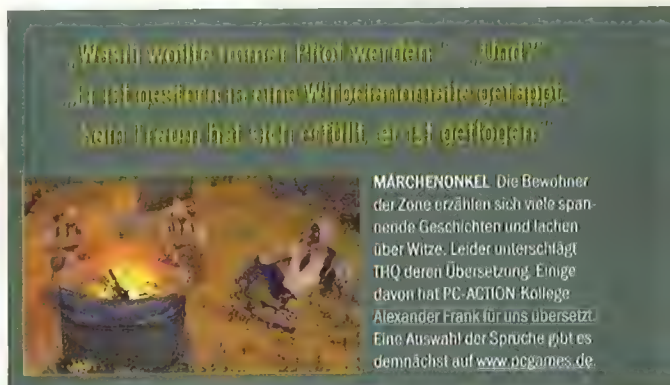 „Wasili wollte immer Pilot werden.“ – „Und?“
„Er ist gestern in eine Wirbelanomalie getappt.
Sein Traum hat sich erfüllt, er ist geflogen.“
MÄRCHENONKEL Die Bewohner
der Zone erzählen sich viele span-
nende Geschichten und lachen
über Witze. Leider unterschlägt
THQ deren Übersetzung. Einige
davon hat PC-ACTION-Kollege
Alexander Frank für uns übersetzt.
Eine Auswahl der Sprüche gibt es
demnächst auf www.pcgames.de.